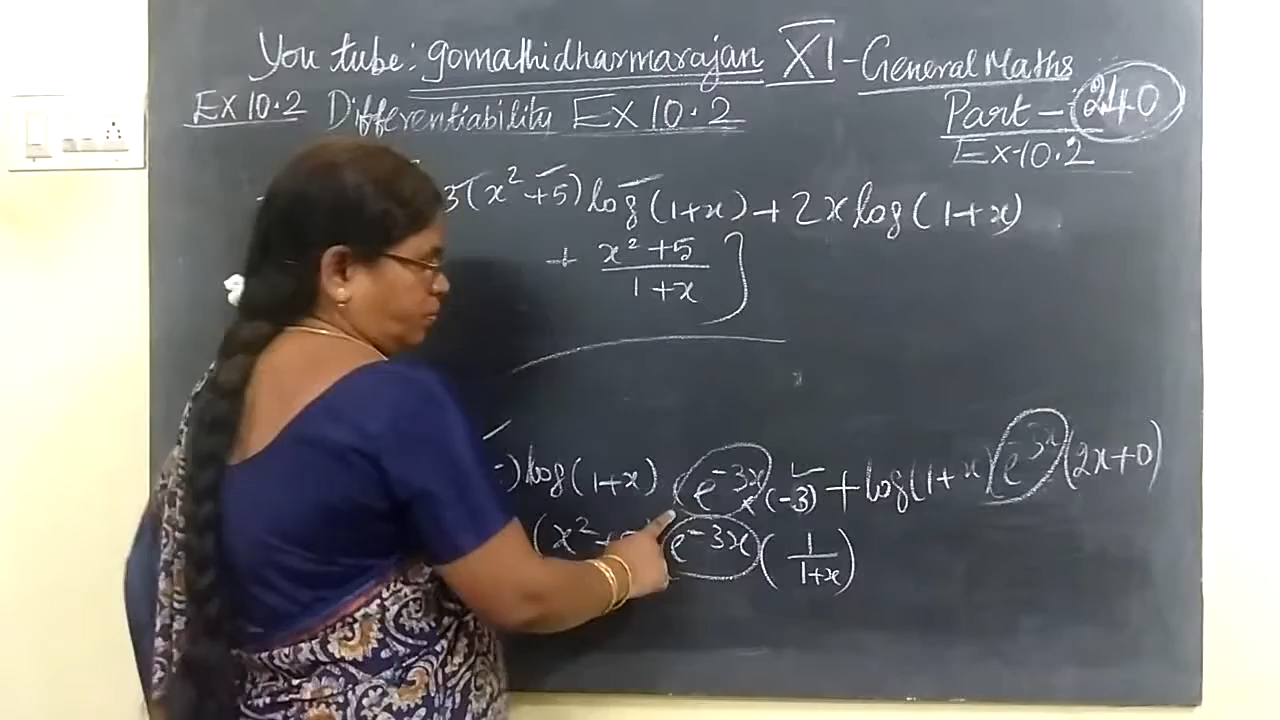 You tube: gomathidharmarajan XI - General Maths
Ex 10.2 Differentiability Ex 10.2 Part - 240
Ex-10.2
3(x² +5) log (1+x) + 2x log (1+x)
+ x² +5 / 1+x }
) log (1+x) e^-3x × (-3) + log (1+x) e^-3x (2x+0)
(x² + e^-3x ( 1 / 1+x )